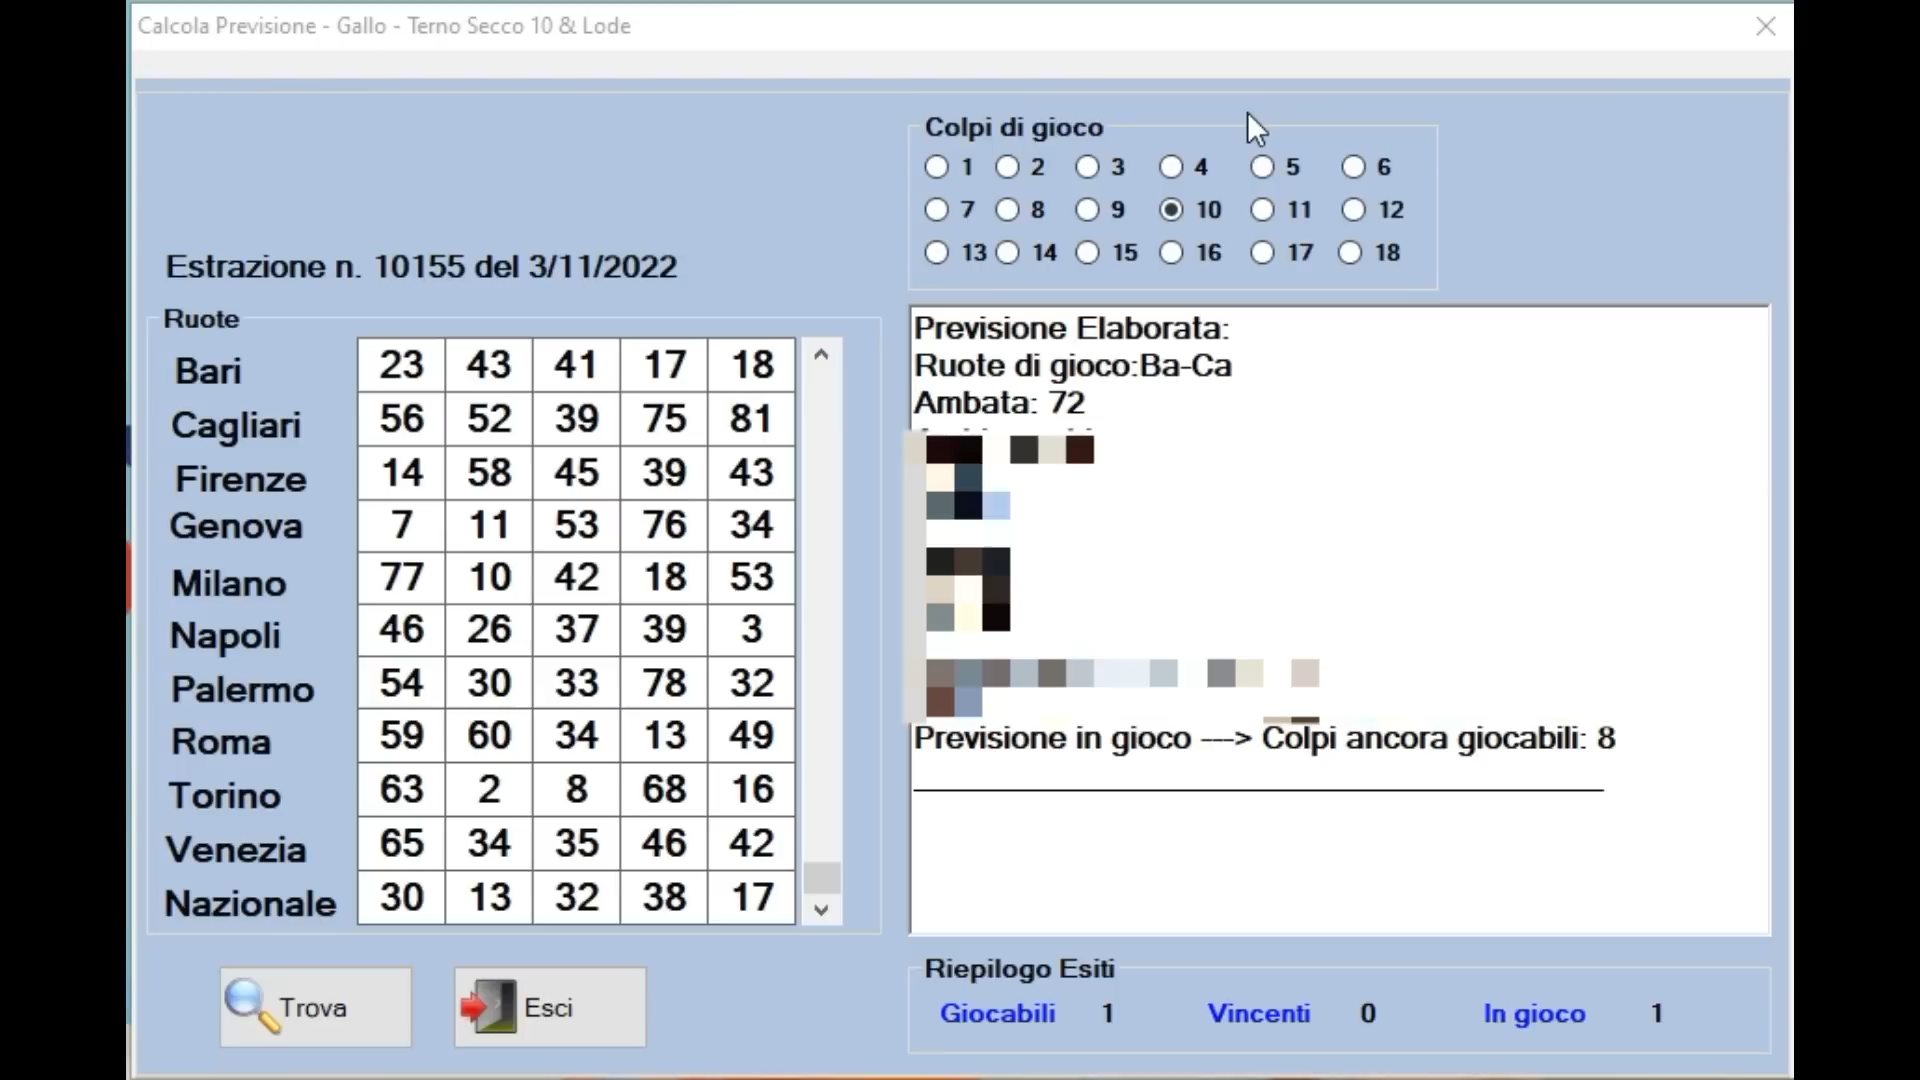 Calcola Previsione - Gallo - Terno Secco 10 & Lode
Colpi di gioco
1 2 3 4 5 6
7 8 9 10 11 12
13 14 15 16 17 18
Estrazione n. 10155 del 3/11/2022
Ruote
Bari 23 43 41 17 18
Cagliari 56 52 39 75 81
Firenze 14 58 45 39 43
Genova 7 11 53 76 34
Milano 77 10 42 18 53
Napoli 46 26 37 39 3
Palermo 54 30 33 78 32
Roma 59 60 34 13 49
Torino 63 2 8 68 16
Venezia 65 34 35 46 42
Nazionale 30 13 32 38 17
Trova
Esci
Previsione Elaborata:
Ruote di gioco:Ba-Ca
Ambata: 72
Previsione in gioco ---> Colpi ancora giocabili: 8
Riepilogo Esiti
Giocabili 1 Vincenti 0 In gioco 1